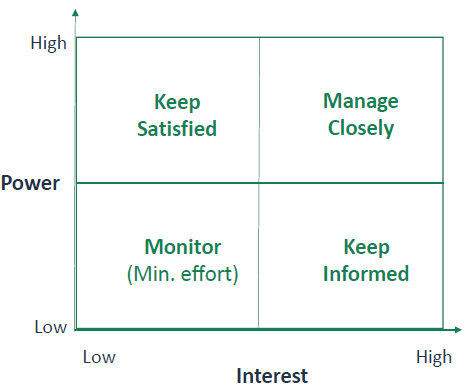 High
Keep
Satisfied
Manage
Closely
Power
Monitor
(Min. effort)
Keep
Informed
Low
Low
High
Interest